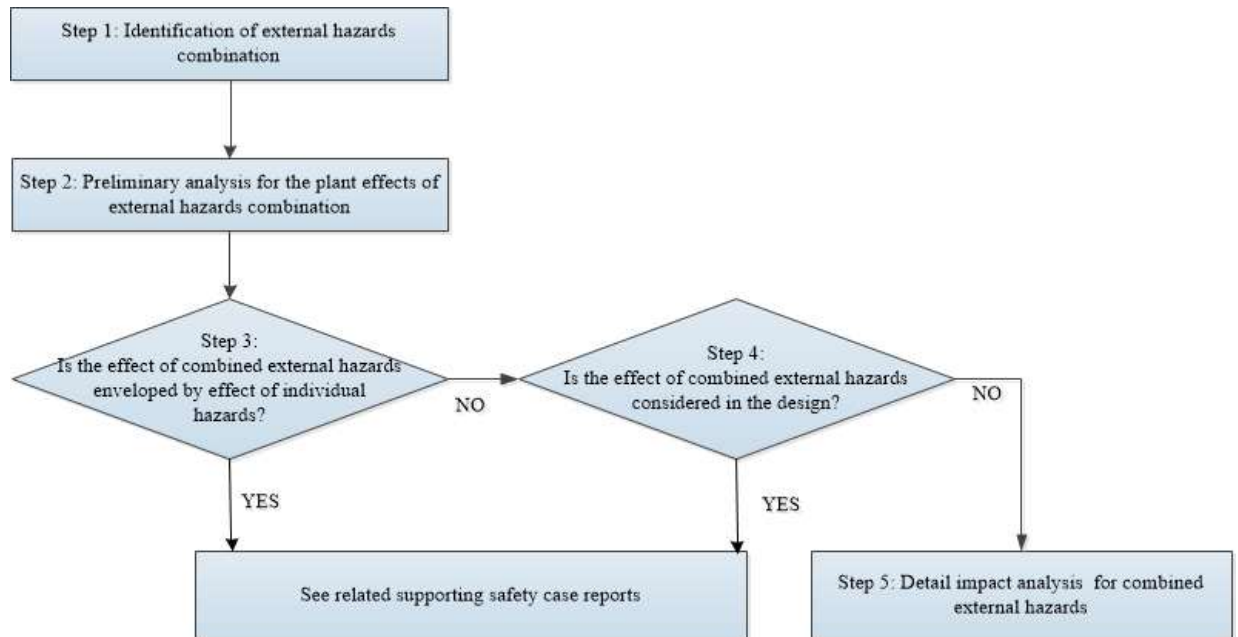 Step 1: Identification of external hazards
combination
Step 2: Preliminary analysis for the plant effects of
external hazards combination
Step 3:
Is the effect of combined external hazards
enveloped by effect of individual
hazards?
NO
Step 4:
Is the effect of combined external hazards
considered in the design?
NO
YES
YES
See related supporting safety case reports
Step 5: Detail impact analysis for combined
external hazards